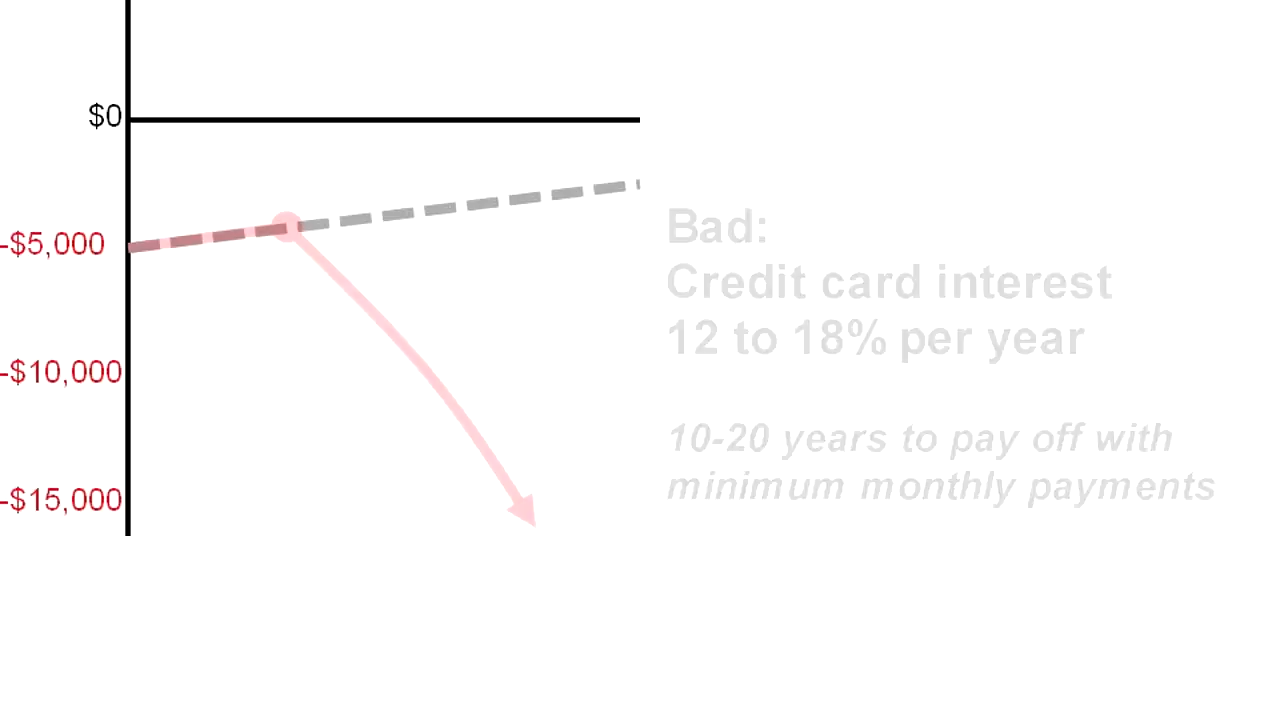 $0
-$5,000
-$10,000
-$15,000
Bad:
Credit card interest
12 to 18% per year
10-20 years to pay off with
minimum monthly payments